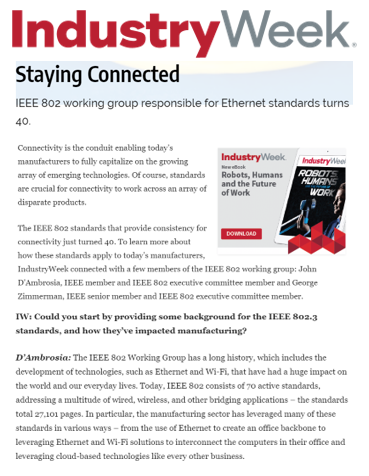 IndustryWeek®
Staying Connected
IEEE 802 working group responsible for Ethernet standards turns
40.
Connectivity is the conduit enabling today's
manufacturers to fully capitalize on the growing
array of emerging technologies. Of course, standards
are crucial for connectivity to work across an array of
disparate products.
IndustryWeek
NewsBook
Robots, Humans
and the Future
of Work
DOWNLOAD
IndustryWeek
ROBOTS
HUMANS
WORK
The IEEE 802 standards that provide consistency for
connectivity just turned 40. To learn more about
how these standards apply to today's manufacturers,
IndustryWeek connected with a few members of the IEEE 802 working group: John
D'Ambrosia, IEEE member and IEEE 802 executive committee member and George
Zimmerman, IEEE senior member and IEEE 802 executive committee member.
IW: Could you start by providing some background for the IEEE 802.3
standards, and how they've impacted manufacturing?
D'Ambrosia: The IEEE 802 Working Group has a long history, which includes the
development of technologies, such as Ethernet and Wi-Fi, that have had a huge impact on
the world and our everyday lives. Today, IEEE 802 consists of 70 active standards,
addressing a multitude of wired, wireless, and other bridging applications – the standards
total 27,101 pages. In particular, the manufacturing sector has leveraged many of these
standards in various ways – from the use of Ethernet to create an office backbone to
leveraging Ethernet and Wi-Fi solutions to interconnect the computers in their office and
leveraging cloud-based technologies like every other business.